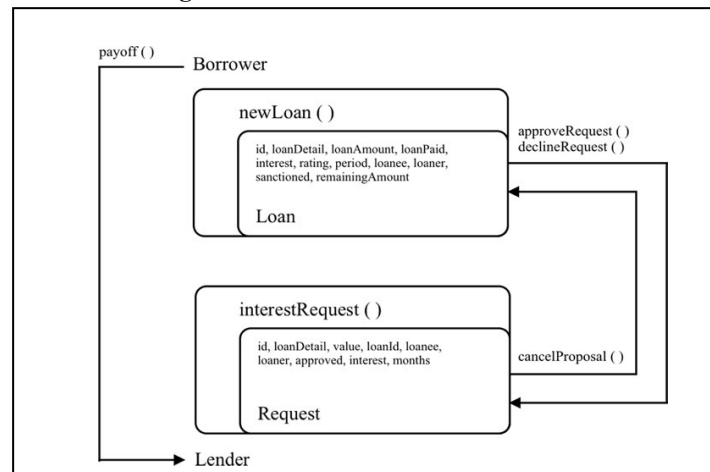 payoff ( )
Borrower
newLoan ( )
id, loanDetail, loanAmount, loanPaid,
interest, rating, period, loanee, loaner,
sanctioned, remainingAmount
Loan
approveRequest ( )
declineRequest ( )
interestRequest ( )
id, loanDetail, value, loanId, loanee,
loaner, approved, interest, months
Request
cancelProposal ( )
Lender